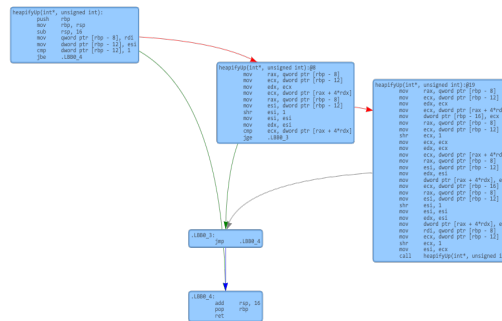 heapifyUp(int*, unsigned int):
push rbp
mov rbp, rsp
sub rsp, 16
mov qword ptr [rbp - 8], rdi
mov dword ptr [rbp - 12], esi
cmp dword ptr [rbp - 12], 1
jbe .LBB0_4
heapifyUp(int*, unsigned int):@8
mov rax, qword ptr [rbp - 8]
mov ecx, dword ptr [rbp - 12]
mov edx, ecx
mov ecx, dword ptr [rax + 4*rdx]
mov rax, qword ptr [rbp - 8]
mov esi, dword ptr [rbp - 12]
shr esi, 1
mov esi, esi
mov edx, esi
cmp ecx, dword ptr [rax + 4*rdx]
jge .LBB0_3
heapifyUp(int*, unsigned int):@19
mov rax, qword ptr [rbp - 8]
mov ecx, dword ptr [rbp - 12]
mov edx, ecx
mov ecx, dword ptr [rax + 4*rdx]
mov dword ptr [rbp - 16], ecx
mov rax, qword ptr [rbp - 8]
mov ecx, dword ptr [rbp - 12]
shr ecx, 1
mov ecx, ecx
mov edx, ecx
mov ecx, dword ptr [rax + 4*rdx]
mov rax, qword ptr [rbp - 8]
mov esi, dword ptr [rbp - 12]
mov edx, esi
mov dword ptr [rax + 4*rdx], e
mov ecx, dword ptr [rbp - 16]
mov rax, qword ptr [rbp - 8]
mov esi, dword ptr [rbp - 12]
shr esi, 1
mov esi, esi
mov edx, esi
mov dword ptr [rax + 4*rdx], e
mov rdi, qword ptr [rbp - 8]
mov ecx, dword ptr [rbp - 12]
shr ecx, 1
mov esi, ecx
call heapifyUp(int*, unsigned i
.LBB0_3:
jmp .LBB0_4
.LBB0_4:
add rsp, 16
pop rbp
ret